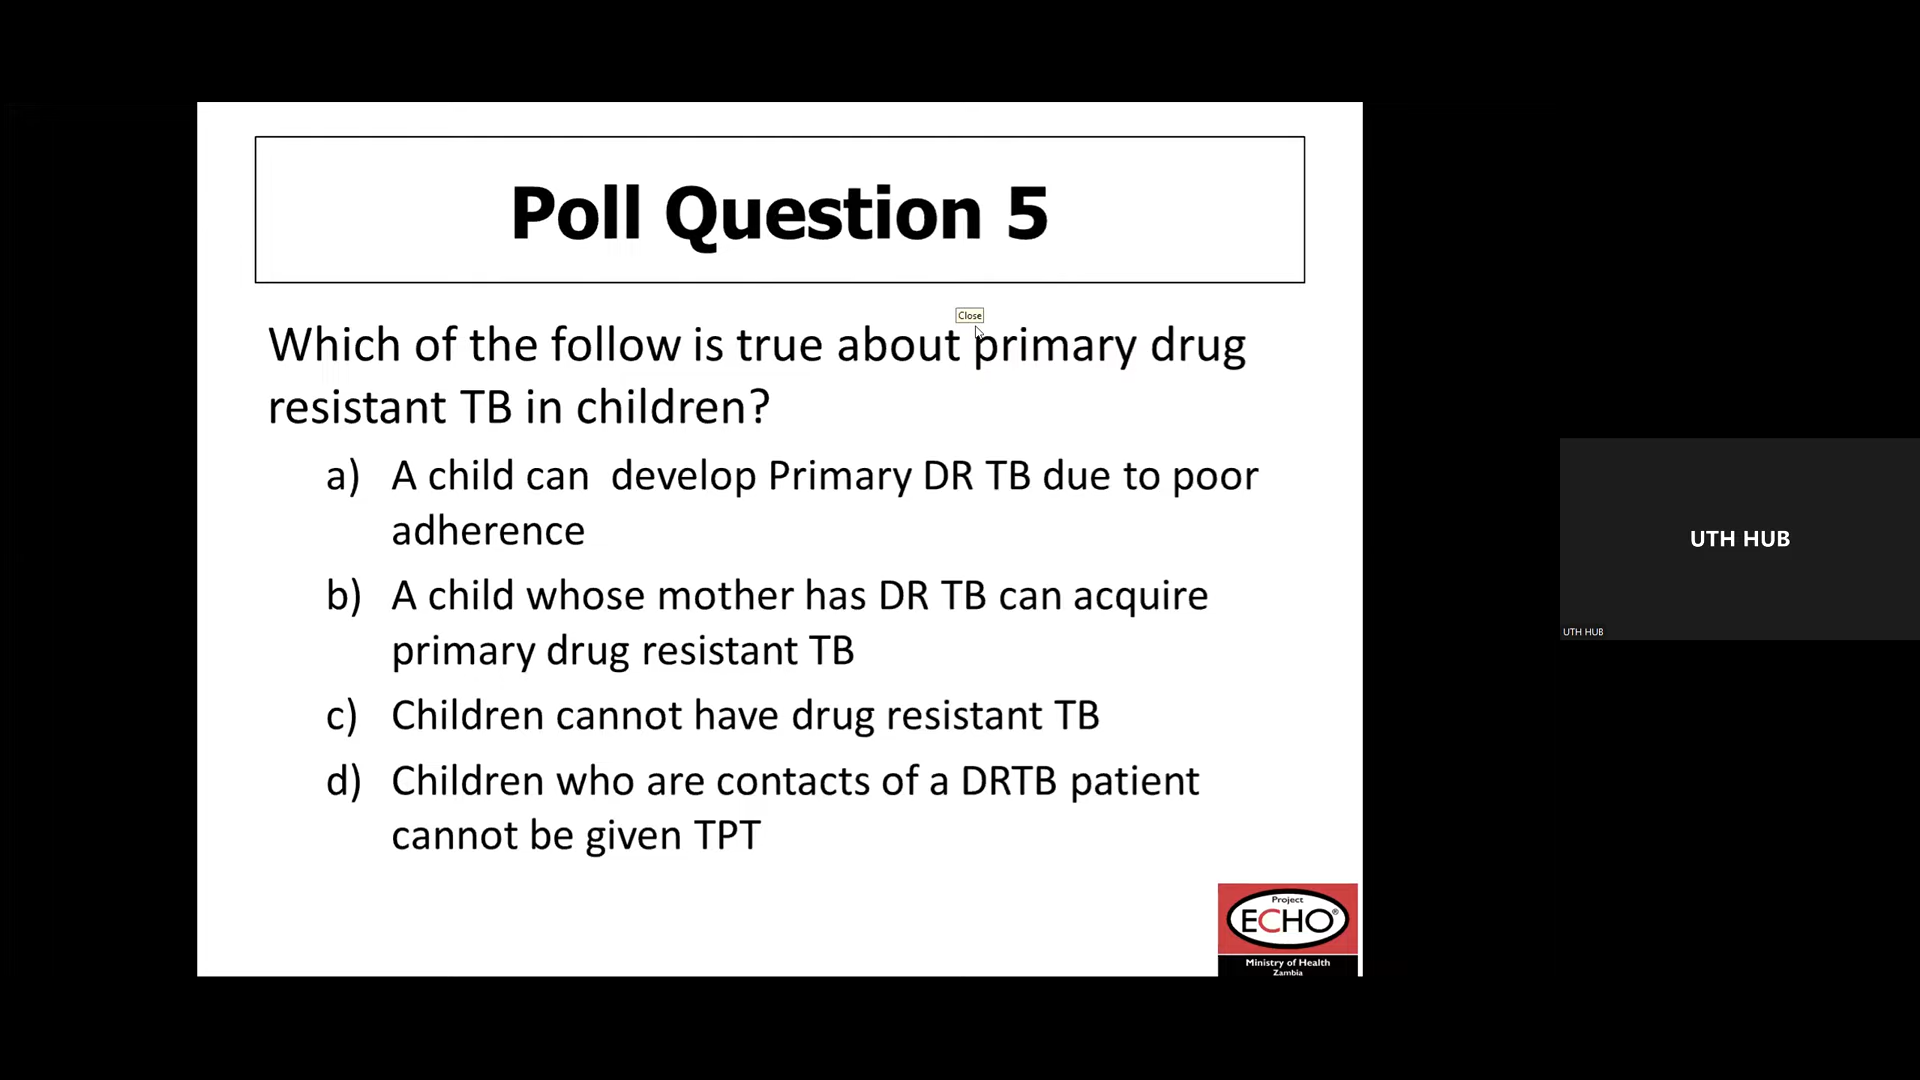 Poll Question 5
Close
Which of the follow is true about primary drug
resistant TB in children?
a) A child can develop Primary DR TB due to poor
adherence
b) A child whose mother has DR TB can acquire
primary drug resistant TB
c) Children cannot have drug resistant TB
d) Children who are contacts of a DRTB patient
cannot be given TPT
Project
ECHO®
Ministry of Health
Zambia
UTH HUB
UTH HUB